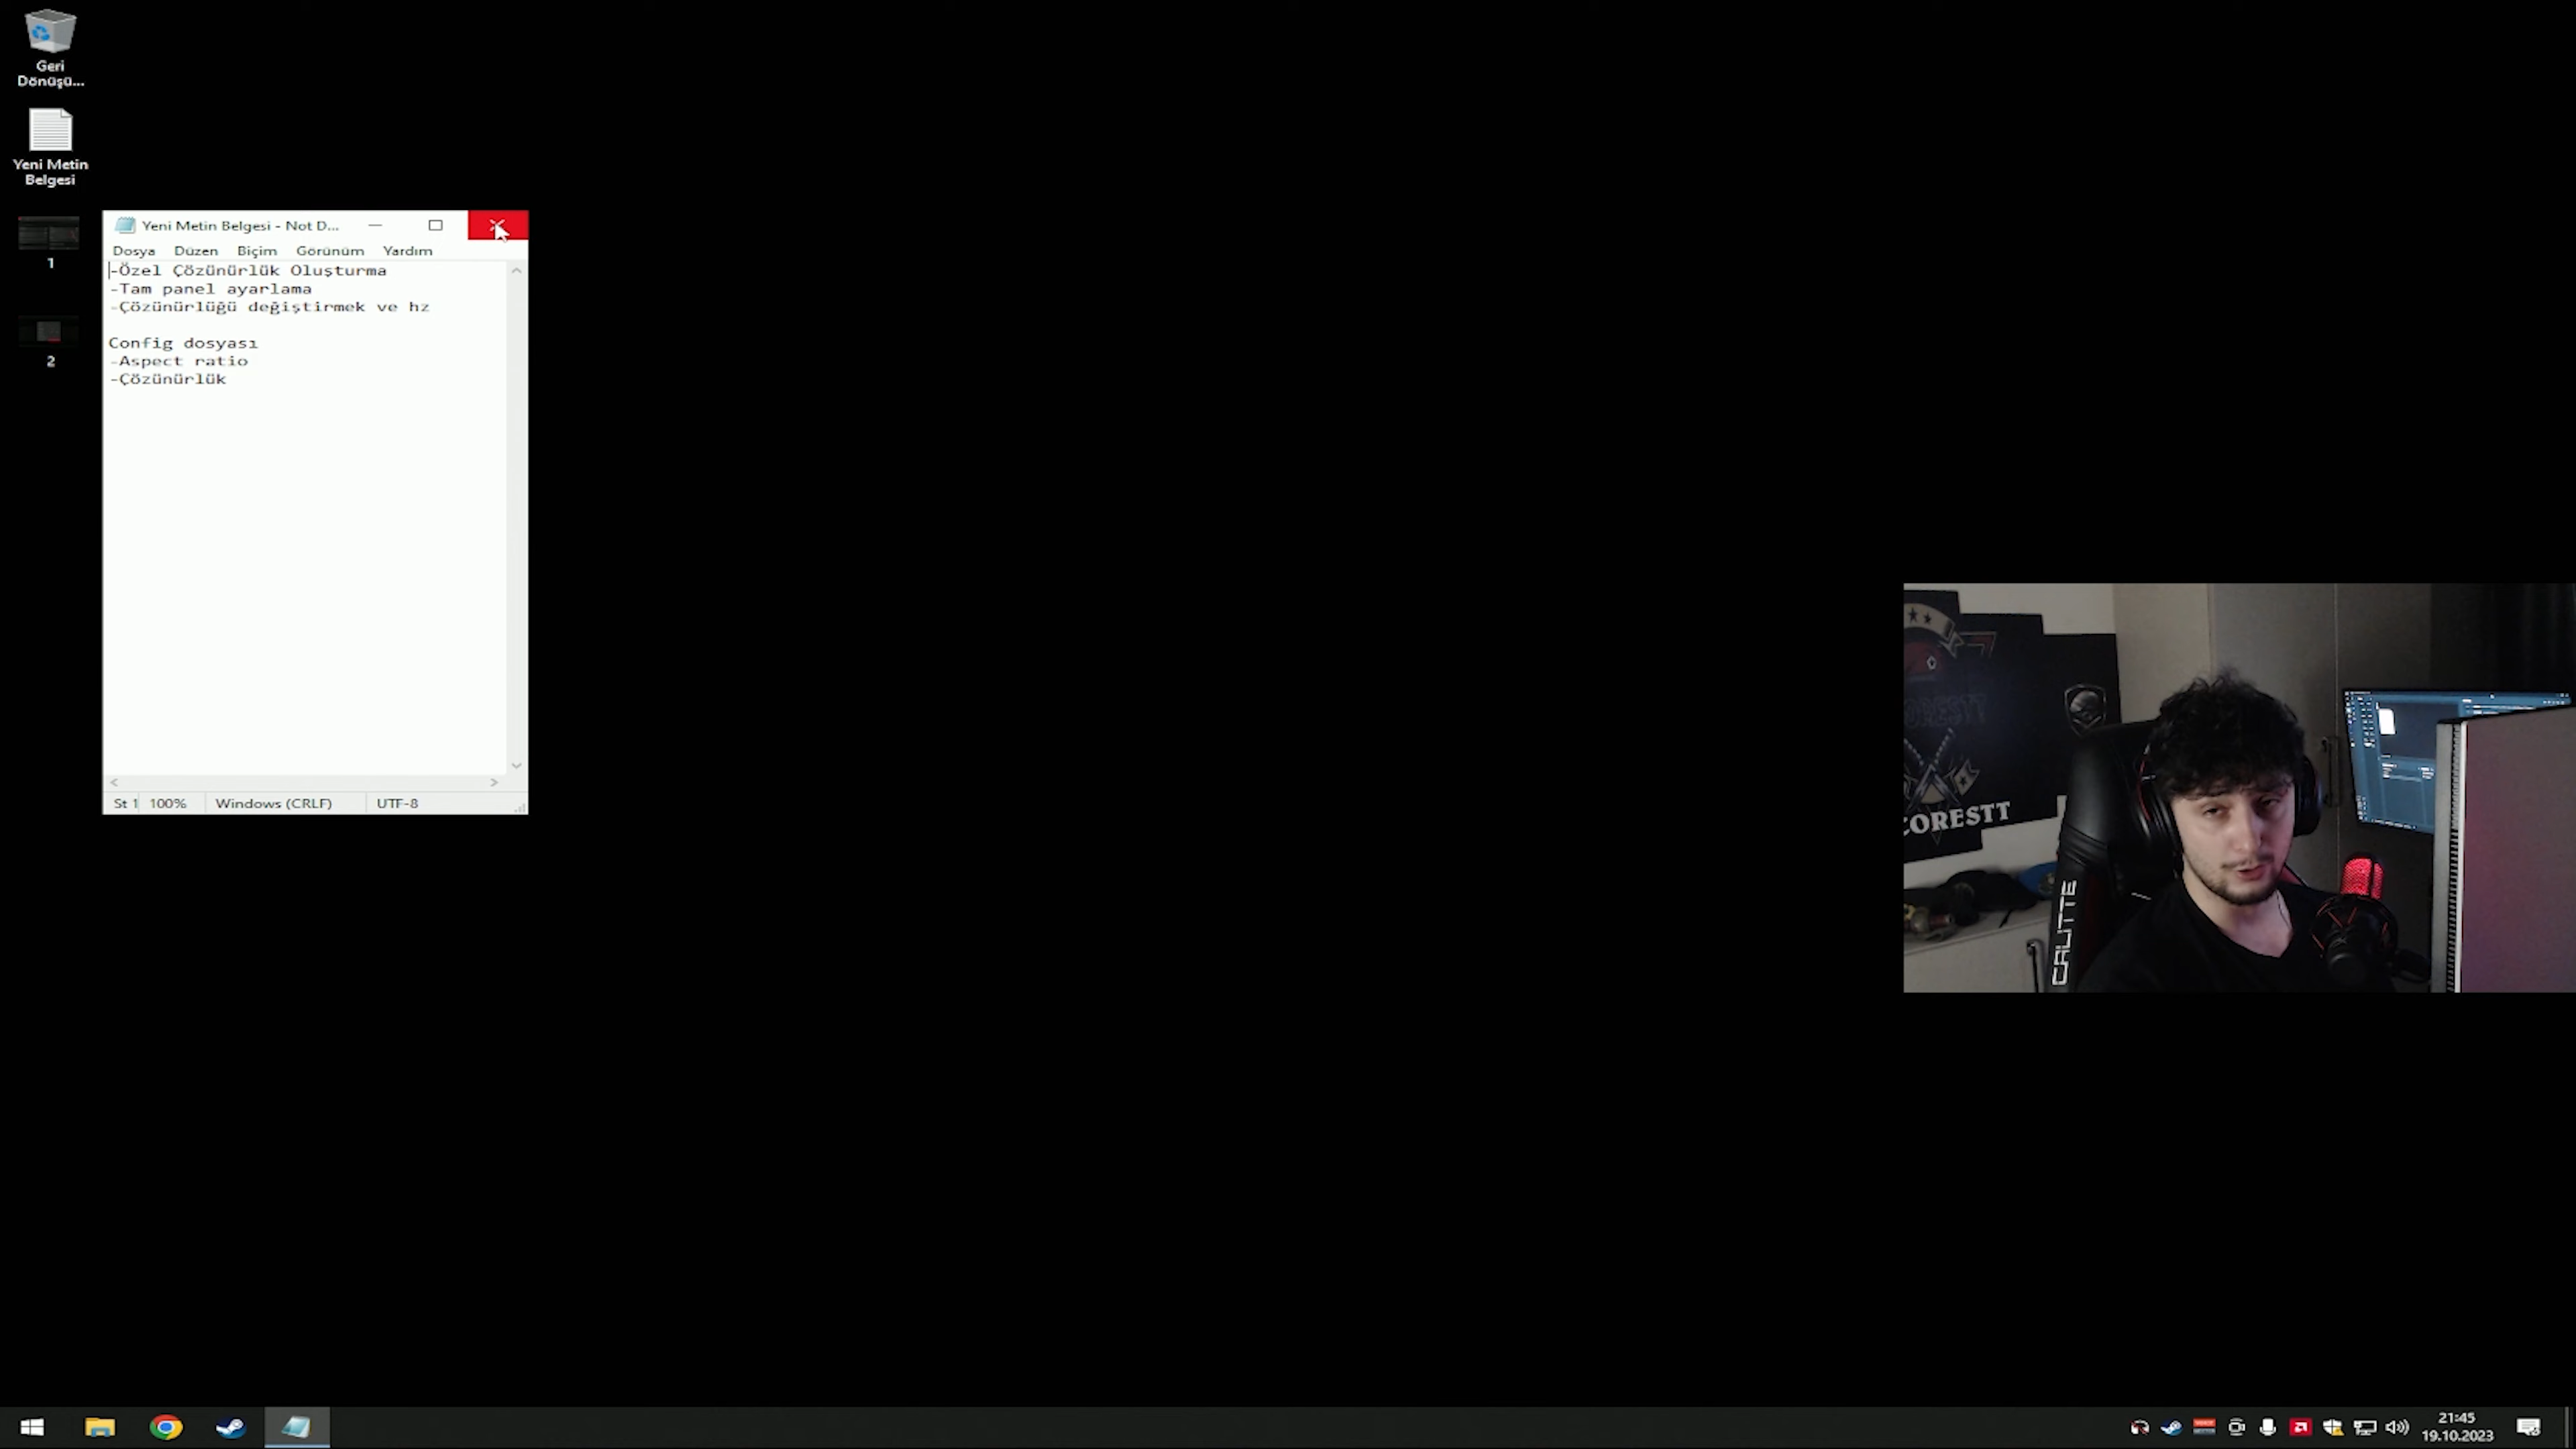 Geri
Dönüşü...
Yeni Metin
Belgesi
1
2
Yeni Metin Belgesi - Not D...
Dosya Düzen Biçim Görünüm Yardım
-Özel Çözünürlük Oluşturma
-Tam panel ayarlama
-Çözünürlüğü değiştirmek ve hz
Config dosyası
-Aspect ratio
-Çözünürlük
St 1 100% Windows (CRLF) UTF-8
CORESTT
21:45
19.10.2023